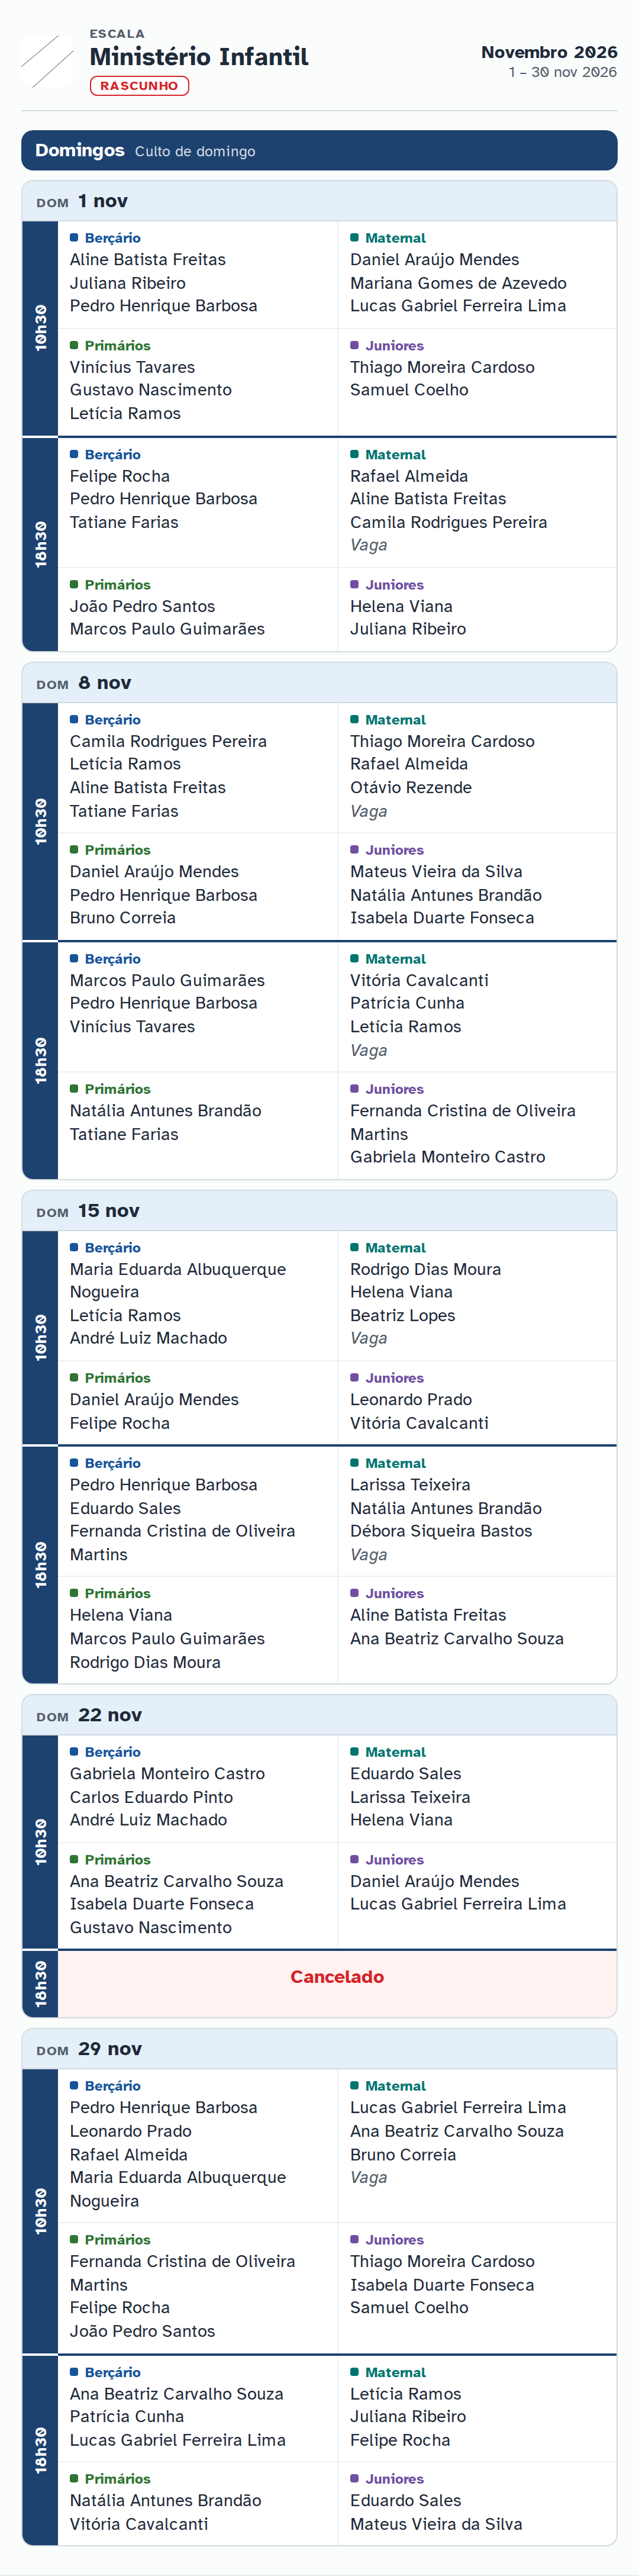 ESCALA
Ministério Infantil
RASCUNHO
Novembro 2026
1 – 30 nov 2026
Domingos Culto de domingo
DOM 1 nov
10h30
Berçário
Aline Batista Freitas
Juliana Ribeiro
Pedro Henrique Barbosa
Maternal
Daniel Araújo Mendes
Mariana Gomes de Azevedo
Lucas Gabriel Ferreira Lima
Primários
Vinícius Tavares
Gustavo Nascimento
Letícia Ramos
Juniores
Thiago Moreira Cardoso
Samuel Coelho
18h30
Berçário
Felipe Rocha
Pedro Henrique Barbosa
Tatiane Farias
Maternal
Rafael Almeida
Aline Batista Freitas
Camila Rodrigues Pereira
Vaga
Primários
João Pedro Santos
Marcos Paulo Guimarães
Juniores
Helena Viana
Juliana Ribeiro
DOM 8 nov
10h30
Berçário
Camila Rodrigues Pereira
Letícia Ramos
Aline Batista Freitas
Tatiane Farias
Maternal
Thiago Moreira Cardoso
Rafael Almeida
Otávio Rezende
Vaga
Primários
Daniel Araújo Mendes
Pedro Henrique Barbosa
Bruno Correia
Juniores
Mateus Vieira da Silva
Natália Antunes Brandão
Isabela Duarte Fonseca
18h30
Berçário
Marcos Paulo Guimarães
Pedro Henrique Barbosa
Vinícius Tavares
Maternal
Vitória Cavalcanti
Patrícia Cunha
Letícia Ramos
Vaga
Primários
Natália Antunes Brandão
Tatiane Farias
Juniores
Fernanda Cristina de Oliveira
Martins
Gabriela Monteiro Castro
DOM 15 nov
10h30
Berçário
Maria Eduarda Albuquerque
Nogueira
Letícia Ramos
André Luiz Machado
Maternal
Rodrigo Dias Moura
Helena Viana
Beatriz Lopes
Vaga
Primários
Daniel Araújo Mendes
Felipe Rocha
Juniores
Leonardo Prado
Vitória Cavalcanti
18h30
Berçário
Pedro Henrique Barbosa
Eduardo Sales
Fernanda Cristina de Oliveira
Martins
Maternal
Larissa Teixeira
Natália Antunes Brandão
Débora Siqueira Bastos
Vaga
Primários
Helena Viana
Marcos Paulo Guimarães
Rodrigo Dias Moura
Juniores
Aline Batista Freitas
Ana Beatriz Carvalho Souza
DOM 22 nov
10h30
Berçário
Gabriela Monteiro Castro
Carlos Eduardo Pinto
André Luiz Machado
Maternal
Eduardo Sales
Larissa Teixeira
Helena Viana
Primários
Ana Beatriz Carvalho Souza
Isabela Duarte Fonseca
Gustavo Nascimento
Juniores
Daniel Araújo Mendes
Lucas Gabriel Ferreira Lima
18h30
Cancelado
DOM 29 nov
10h30
Berçário
Pedro Henrique Barbosa
Leonardo Prado
Rafael Almeida
Maria Eduarda Albuquerque
Nogueira
Maternal
Lucas Gabriel Ferreira Lima
Ana Beatriz Carvalho Souza
Bruno Correia
Vaga
Primários
Fernanda Cristina de Oliveira
Martins
Felipe Rocha
João Pedro Santos
Juniores
Thiago Moreira Cardoso
Isabela Duarte Fonseca
Samuel Coelho
18h30
Berçário
Ana Beatriz Carvalho Souza
Patrícia Cunha
Lucas Gabriel Ferreira Lima
Maternal
Letícia Ramos
Juliana Ribeiro
Felipe Rocha
Primários
Natália Antunes Brandão
Vitória Cavalcanti
Juniores
Eduardo Sales
Mateus Vieira da Silva